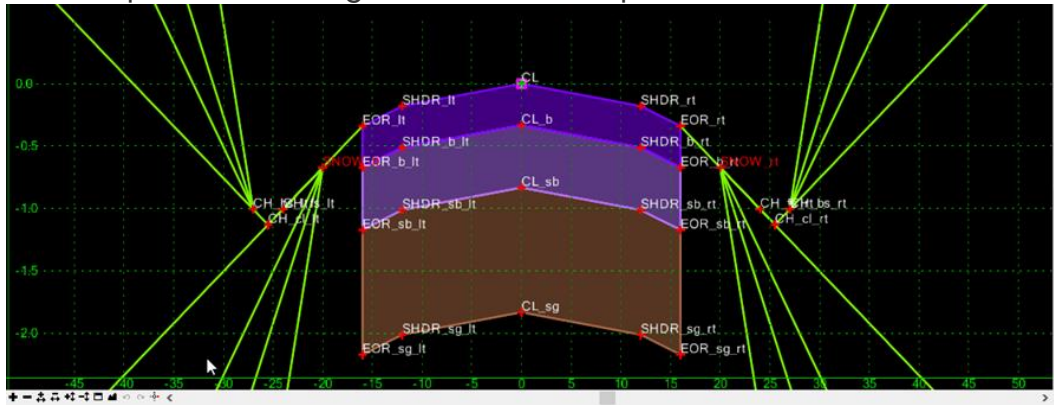 CL
0.0
SHDR_lt
SHDR_rt
EOR_lt
CL_b
EOR_rt
-0.5
SHDR_b_lt
SHDR_b_rt
EOR_b_lt
CL_sb
-1.0
SHDR_sb_lt
SHDR_sb_rt
CH_cl_lt
EOR_sb_lt
EOR_sb_rt
CH_cl_rt
-1.5
CL_sg
-2.0
SHDR_sg_lt
SHDR_sg_rt
EOR_sg_lt
EOR_sg_rt
-45 -40 -35 -30 -25 -20 -15 -10 -5 0 5 10 15 20 25 30 35 40 45 50